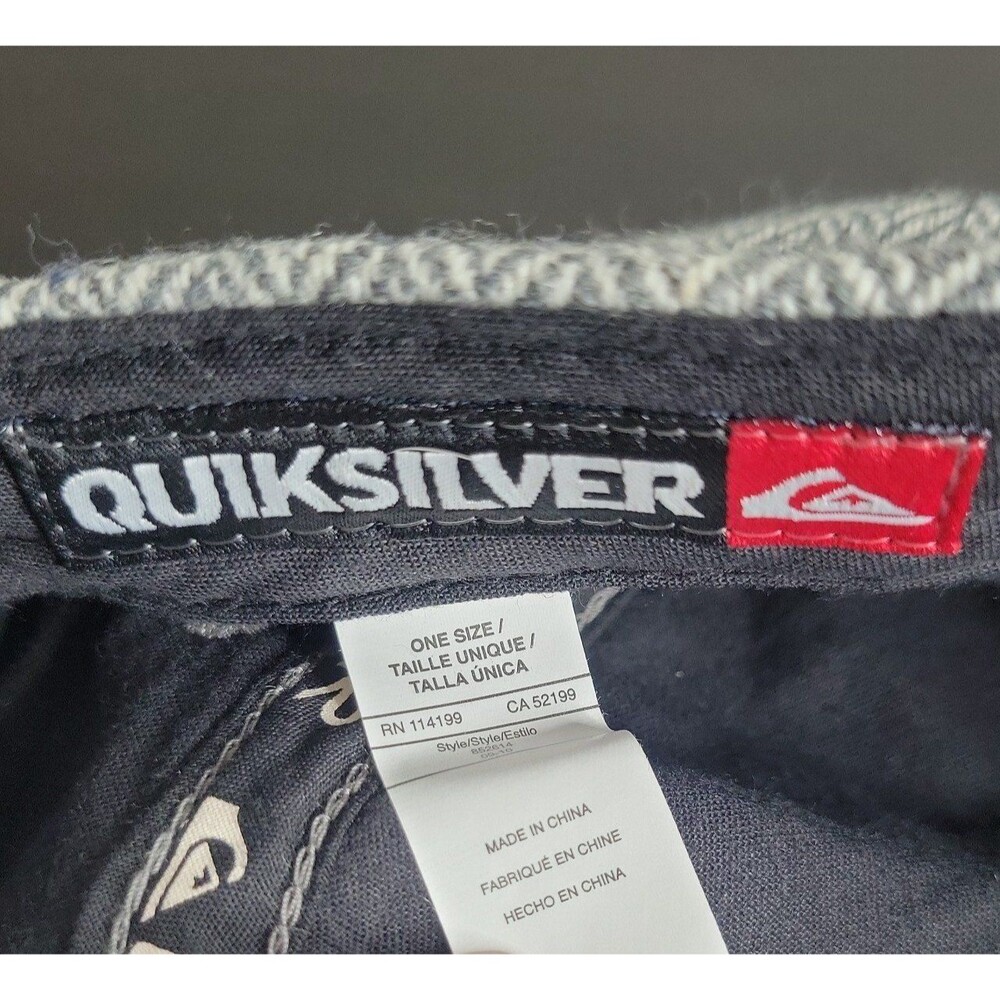 QUIKSILVER
ONE SIZE /
TAILLE UNIQUE /
TALLA ÚNICA
RN 114199 CA 52199
Style/Style/Estilo
852614
MADE IN CHINA
FABRIQUÉ EN CHINE
HECHO EN CHINA